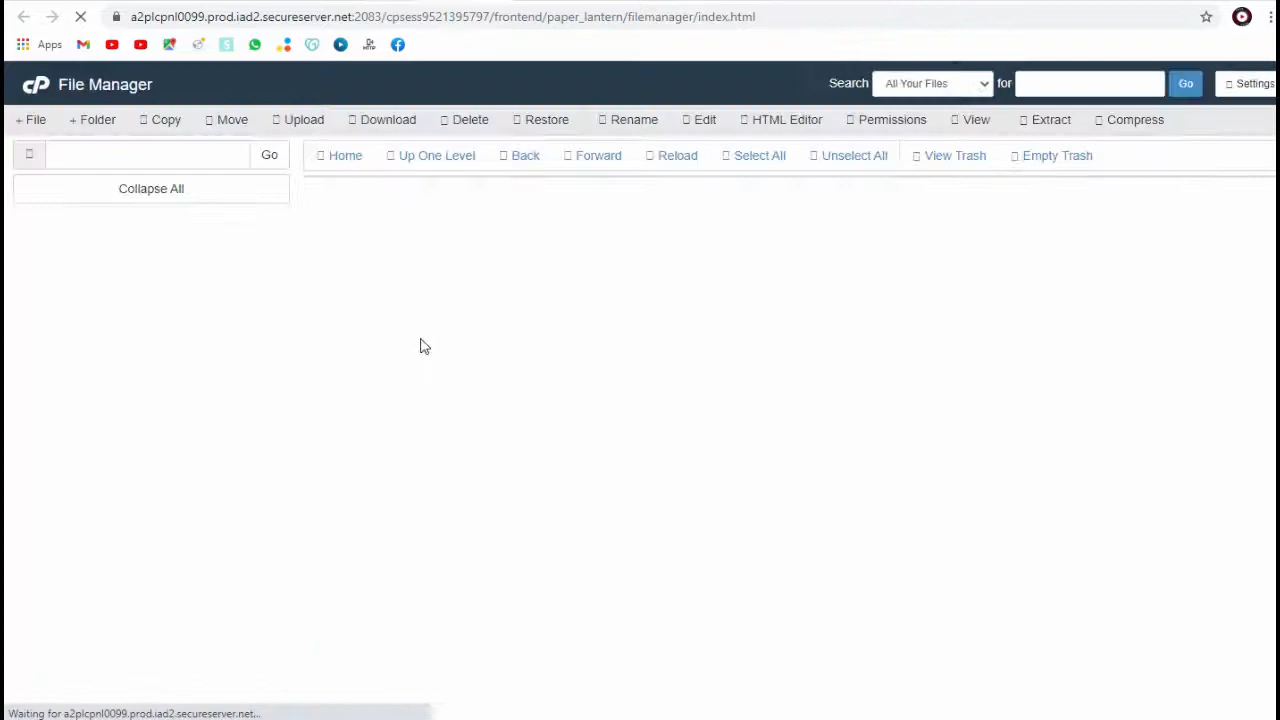 a2plcpnl0099.prod.iad2.secureserver.net:2083/cpsess9521395797/frontend/paper_lantern/filemanager/index.html
Apps
cP File Manager Search All Your Files for Go Settings
+ File + Folder Copy Move Upload Download Delete Restore Rename Edit HTML Editor Permissions View Extract Compress
Go Home Up One Level Back Forward Reload Select All Unselect All View Trash Empty Trash
Collapse All
Waiting for a2plcpnl0099.prod.iad2.secureserver.net...